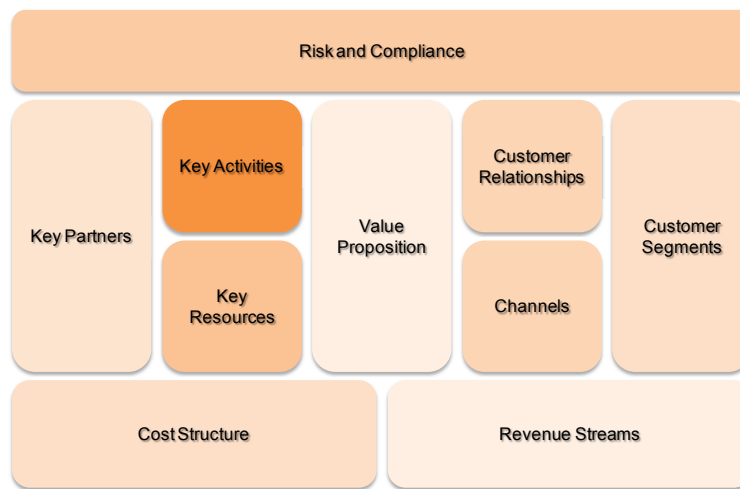 Risk and Compliance
Key Partners
Key Activities
Key
Resources
Value
Proposition
Customer
Relationships
Channels
Customer
Segments
Cost Structure
Revenue Streams